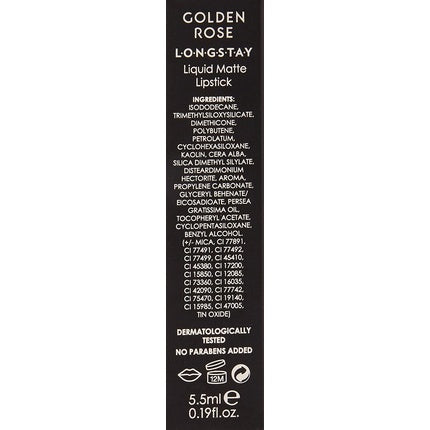 GOLDEN
ROSE
L·O·N·G·S·T·A·Y
Liquid Matte
Lipstick
INGREDIENTS:
ISODODECANE,
TRIMETHYLSILOXYSILICATE,
DIMETHICONE,
POLYBUTENE,
PETROLATUM,
CYCLOHEXASILOXANE,
KAOLIN, CERA ALBA,
SILICA DIMETHYL SILYLATE,
DISTEARDIMONIUM
HECTORITE, AROMA,
PROPYLENE CARBONATE,
GLYCERYL BEHENATE/
EICOSADIOATE, PERSEA
GRATISSIMA OIL,
TOCOPHERYL ACETATE,
CYCLOPENTASILOXANE,
BENZYL ALCOHOL.
(+/- MICA, CI 77891,
CI 77491, CI 77492,
CI 77499, CI 45410,
CI 45380, CI 17200,
CI 15850, CI 12085,
CI 73360, CI 16035,
CI 42090, CI 77742,
CI 75470, CI 19140,
CI 15985, CI 47005,
TIN OXIDE)
DERMATOLOGICALLY
TESTED
NO PARABENS ADDED
12M
5.5ml e
0.19fl.oz.